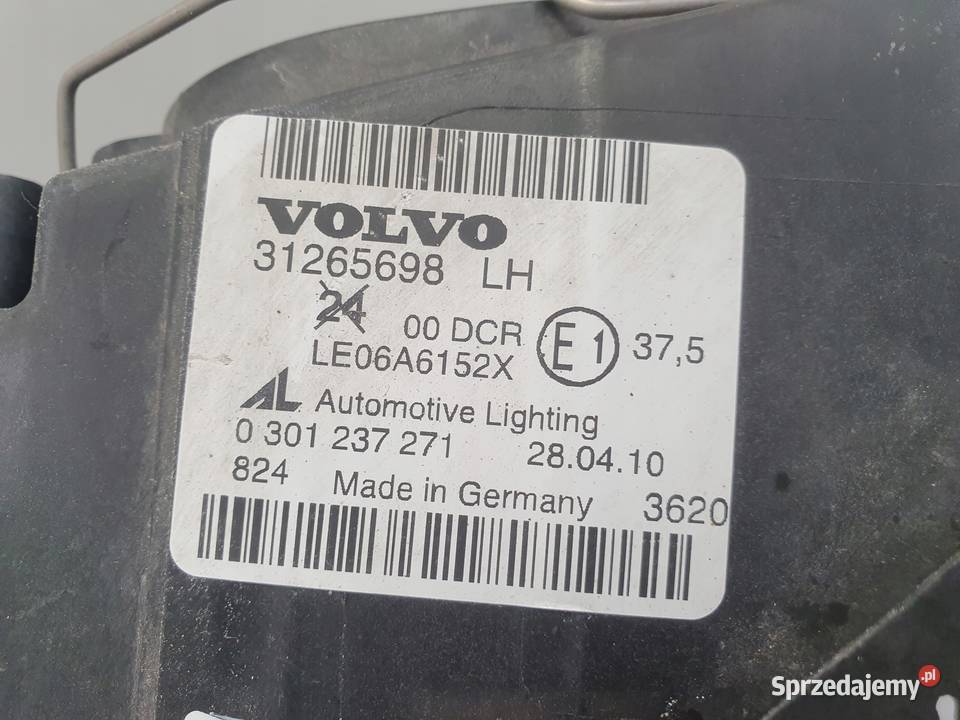 VOLVO
31265698 LH
24 00 DCR E1 37,5
LE06A6152X
AL Automotive Lighting
0 301 237 271 28.04.10
824 Made in Germany 3620
Sprzedajemy.pl